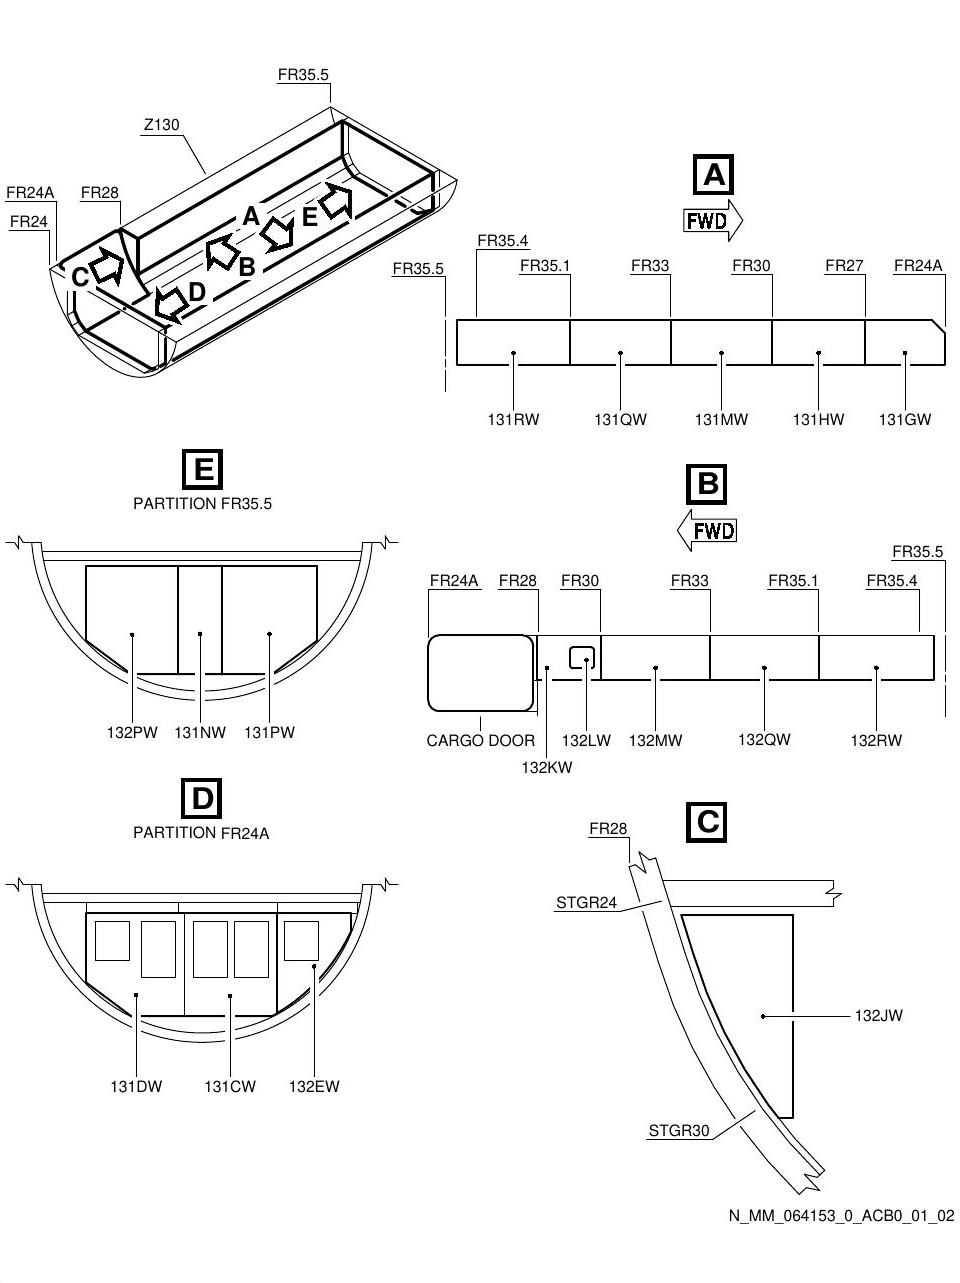 FR35.5
Z130
FR24A
FR28
FR24
A
E
C
B
D
A
FWD
FR35.4
FR35.5
FR35.1
FR33
FR30
FR27
FR24A
131RW
131QW
131MW
131HW
131GW
E
PARTITION FR35.5
132PW
131NW
131PW
B
FWD
FR35.5
FR24A
FR28
FR30
FR33
FR35.1
FR35.4
CARGO DOOR
132LW
132MW
132QW
132RW
132KW
D
PARTITION FR24A
131DW
131CW
132EW
C
FR28
STGR24
132JW
STGR30
N_MM_064153_0_ACB0_01_02